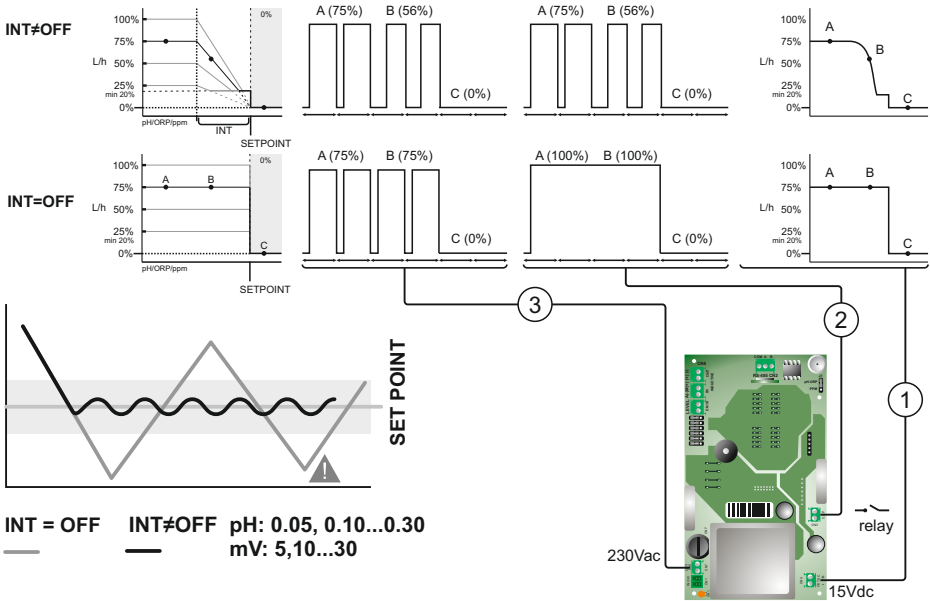 INT≠OFF
100%
75%
L/h 50%
25%
min 20%
0%
pH/ORP/ppm
INT
SETPOINT
0%
A (75%) B (56%)
C (0%)
A (75%) B (56%)
C (0%)
100%
75%
L/h 50%
25%
min 20%
0%
A
B
C
INT=OFF
100%
75%
L/h 50%
25%
min 20%
0%
pH/ORP/ppm
A
B
C
0%
SETPOINT
A (75%) B (75%)
C (0%)
A (100%) B (100%)
C (0%)
100%
75%
L/h 50%
25%
min 20%
0%
A
B
C
3
2
1
SET POINT
!
INT = OFF INT≠OFF pH: 0.05, 0.10...0.30
mV: 5,10...30
RS-485 CN2
relay
230Vac
15Vdc